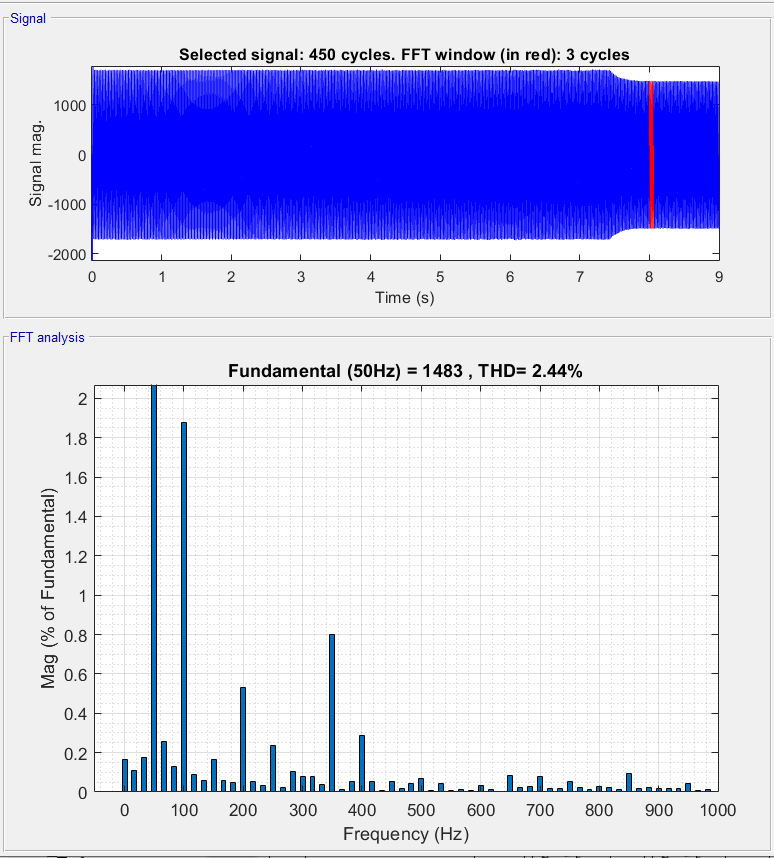 Signal
Selected signal: 450 cycles. FFT window (in red): 3 cycles
Signal mag.
1000
0
-1000
-2000
0 1 2 3 4 5 6 7 8 9
Time (s)
FFT analysis
Fundamental (50Hz) = 1483 , THD= 2.44%
Mag (% of Fundamental)
2
1.8
1.6
1.4
1.2
1
0.8
0.6
0.4
0.2
0
0 100 200 300 400 500 600 700 800 900 1000
Frequency (Hz)